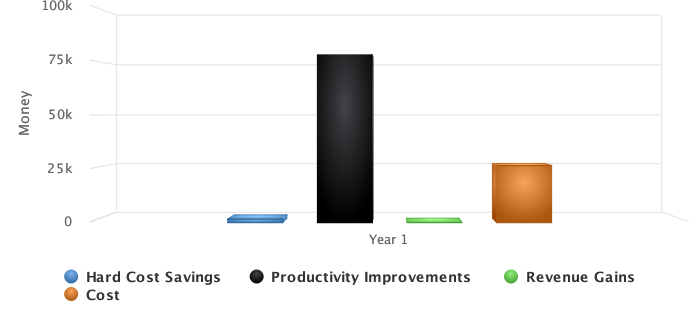 100k
75k
50k
25k
0
Money
Year 1
Hard Cost Savings Productivity Improvements Revenue Gains
Cost